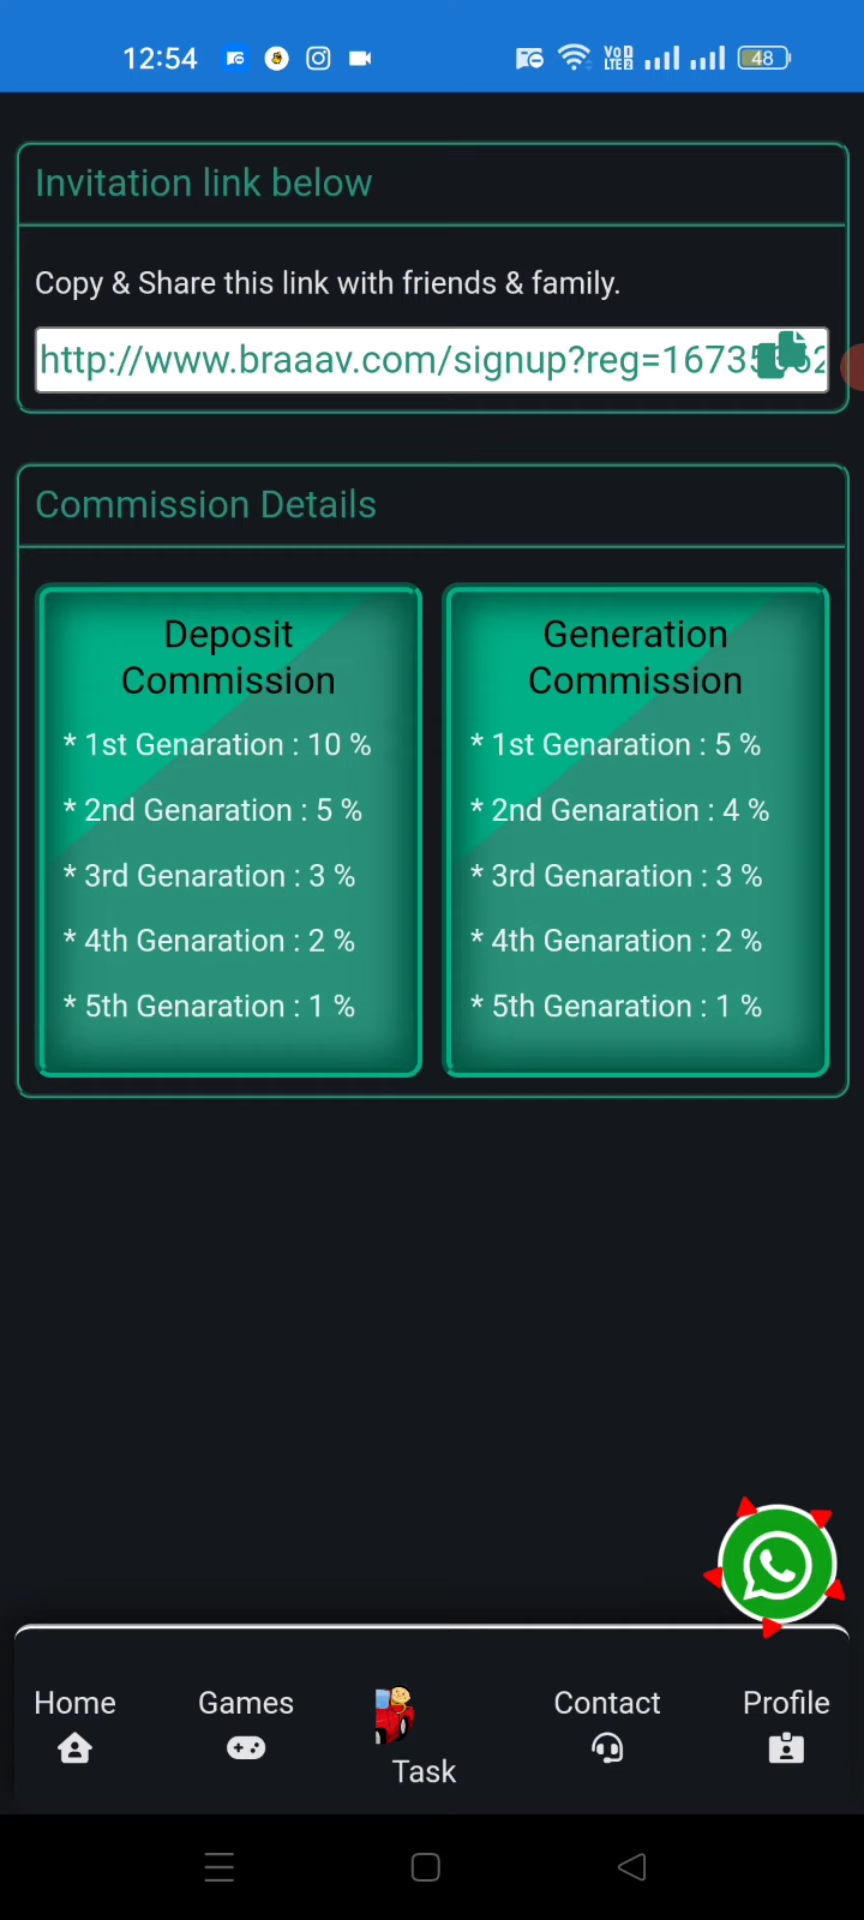 12:54
VoD
LTE2
48
Invitation link below
Copy & Share this link with friends & family.
http://www.braaav.com/signup?reg=1673
Commission Details
Deposit
Commission
* 1st Genaration : 10 %
* 2nd Genaration : 5 %
* 3rd Genaration : 3 %
* 4th Genaration : 2 %
* 5th Genaration : 1 %
Generation
Commission
* 1st Genaration : 5 %
* 2nd Genaration : 4 %
* 3rd Genaration : 3 %
* 4th Genaration : 2 %
* 5th Genaration : 1 %
Home
Games
Task
Contact
Profile